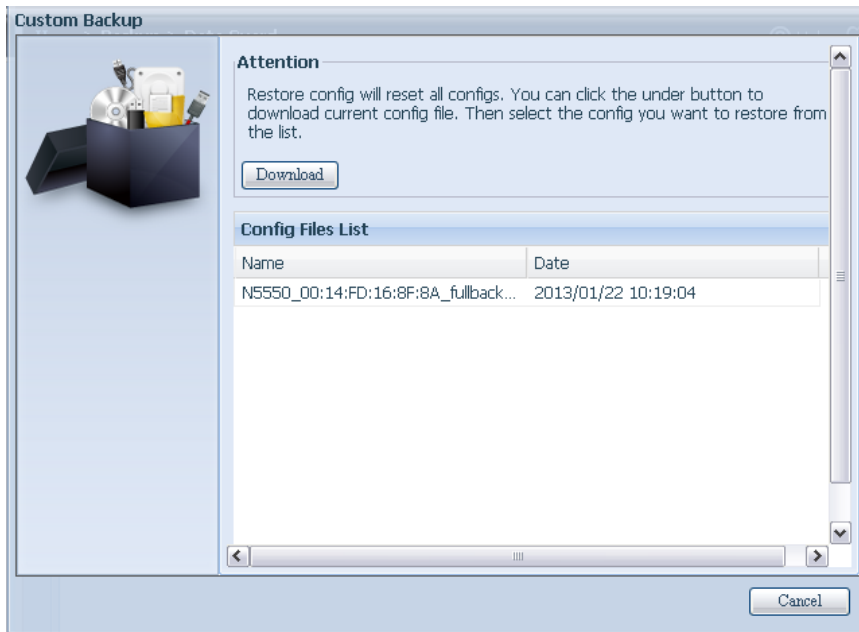 Custom Backup
Attention
Restore config will reset all configs. You can click the under button to
download current config file. Then select the config you want to restore from
the list.
Download
Config Files List
Name Date
N5550_00:14:FD:16:8F:8A_fullback... 2013/01/22 10:19:04
Cancel